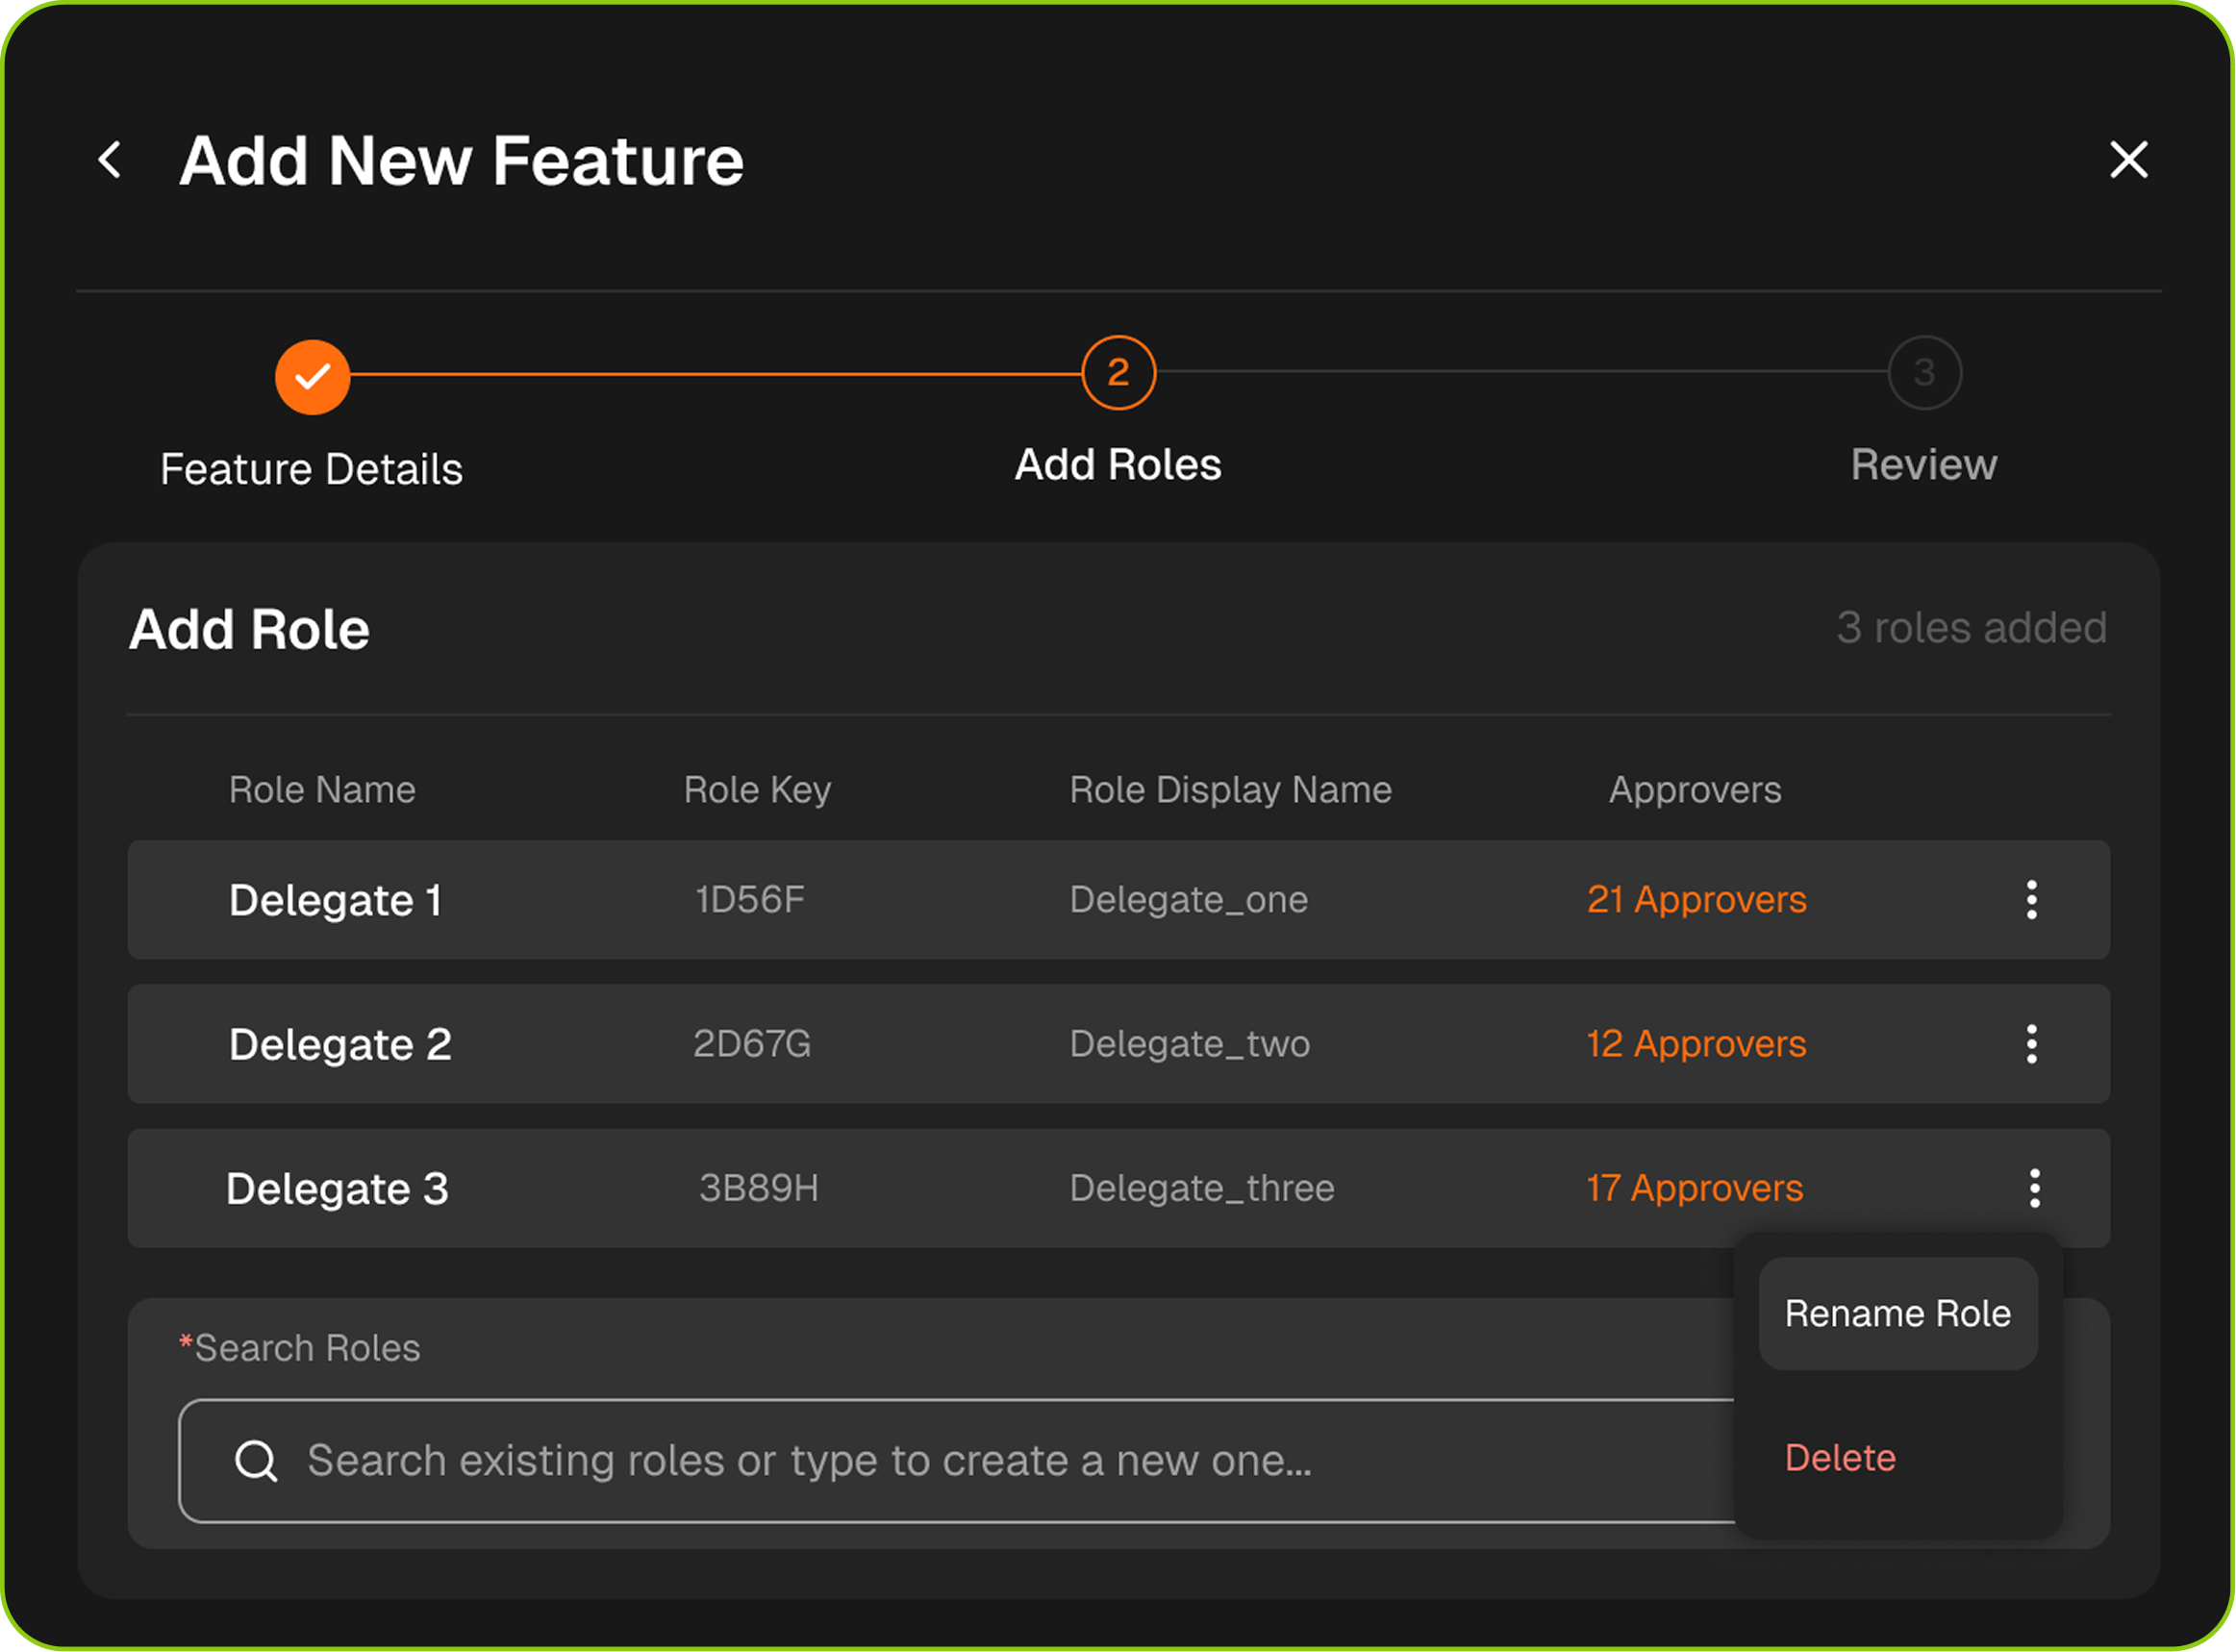 Add New Feature
2
3
Feature Details
Add Roles
Review
Add Role
3 roles added
Role Name Role Key Role Display Name Approvers
Delegate 1 1D56F Delegate_one 21 Approvers
Delegate 2 2D67G Delegate_two 12 Approvers
Delegate 3 3B89H Delegate_three 17 Approvers
Rename Role
*Search Roles
Search existing roles or type to create a new one...
Delete